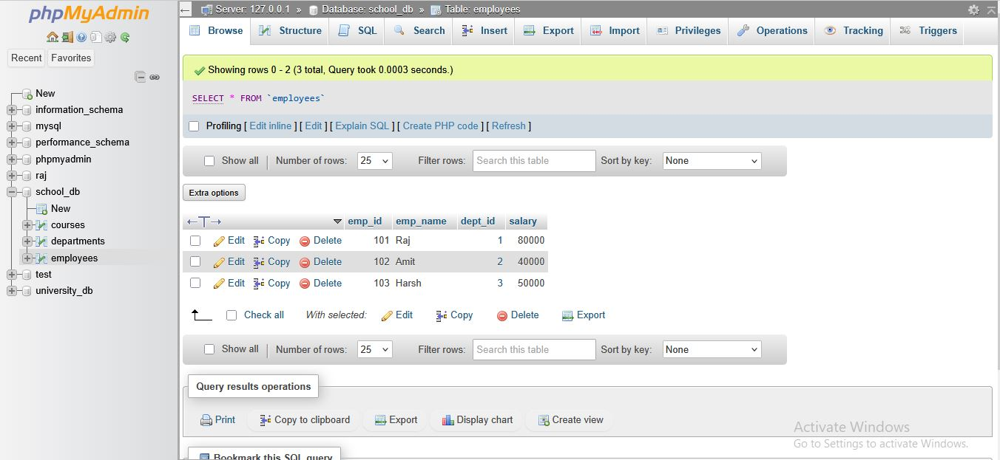 phpMyAdmin
Recent Favorites
New
information_schema
mysql
performance_schema
phpmyadmin
raj
school_db
New
courses
departments
employees
test
university_db
Server: 127.0.0.1 » Database: school_db » Table: employees
Browse Structure SQL Search Insert Export Import Privileges Operations Tracking Triggers
Showing rows 0 - 2 (3 total, Query took 0.0003 seconds.)
SELECT * FROM `employees`
Profiling [ Edit inline ] [ Edit ] [ Explain SQL ] [ Create PHP code ] [ Refresh ]
Show all | Number of rows: 25 Filter rows: Search this table Sort by key: None
Extra options
←T→ emp_id emp_name dept_id salary
Edit Copy Delete 101 Raj 1 80000
Edit Copy Delete 102 Amit 2 40000
Edit Copy Delete 103 Harsh 3 50000
Check all With selected: Edit Copy Delete Export
Show all | Number of rows: 25 Filter rows: Search this table Sort by key: None
Query results operations
Print Copy to clipboard Export Display chart Create view
Activate Windows
Go to Settings to activate Windows.
Bookmark this SQL query